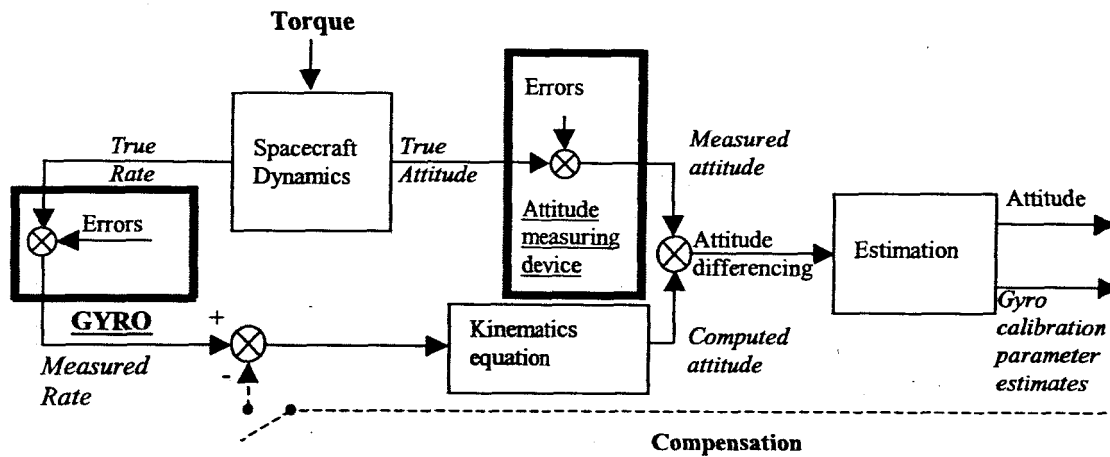 Torque
Errors
True
Rate
Spacecraft
Dynamics
True
Attitude
Measured
attitude
Errors
Attitude
measuring
device
Attitude
differencing
Estimation
Attitude
GYRO
+
Measured
Rate
-
Kinematics
equation
Computed
attitude
Gyro
calibration
parameter
estimates
Compensation